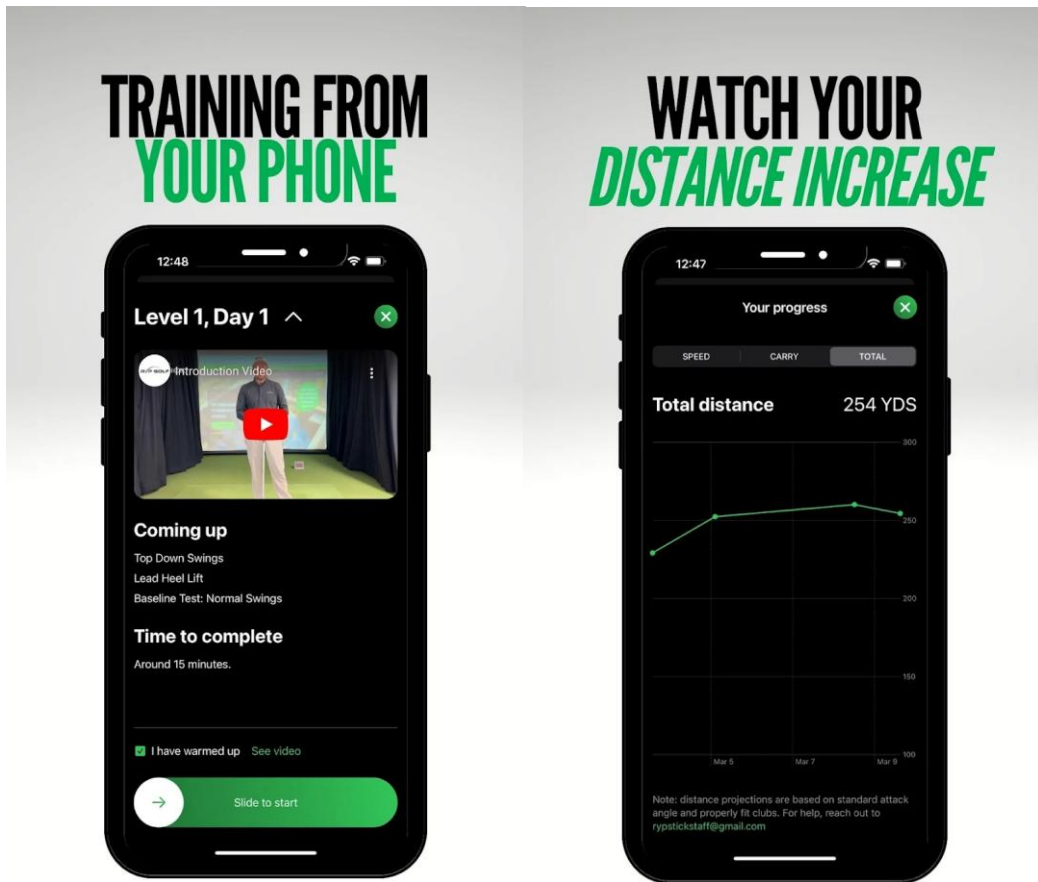 TRAINING FROM
YOUR PHONE
12:48
Level 1, Day 1
RYP GOLF
Introduction Video
Coming up
Top Down Swings
Lead Heel Lift
Baseline Test: Normal Swings
Time to complete
Around 15 minutes.
I have warmed up See video
Slide to start
WATCH YOUR
DISTANCE INCREASE
12:47
Your progress
SPEED CARRY TOTAL
Total distance 254 YDS
300
250
200
150
100
Mar 5 Mar 7 Mar 9
Note: distance projections are based on standard attack
angle and properly fit clubs. For help, reach out to
rypstickstaff@gmail.com